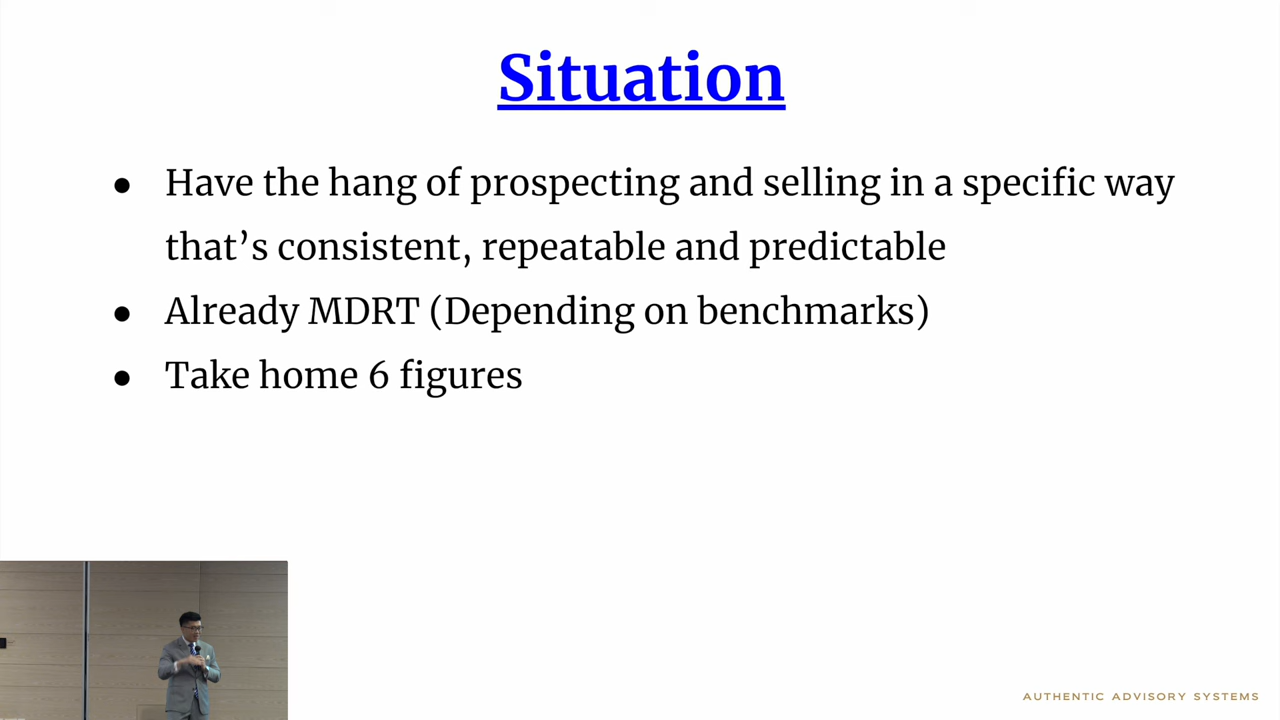 Situation
● Have the hang of prospecting and selling in a specific way
that’s consistent, repeatable and predictable
● Already MDRT (Depending on benchmarks)
● Take home 6 figures
AUTHENTIC ADVISORY SYSTEMS